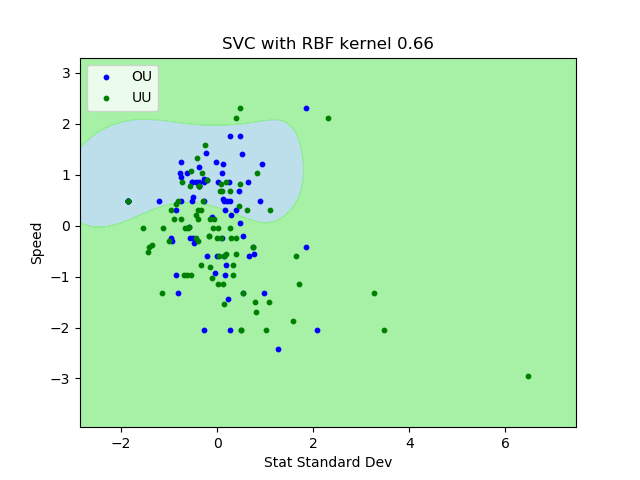 SVC with RBF kernel 0.66
OU
UU
3
2
1
0
−1
−2
−3
Speed
−2
0
2
4
6
Stat Standard Dev